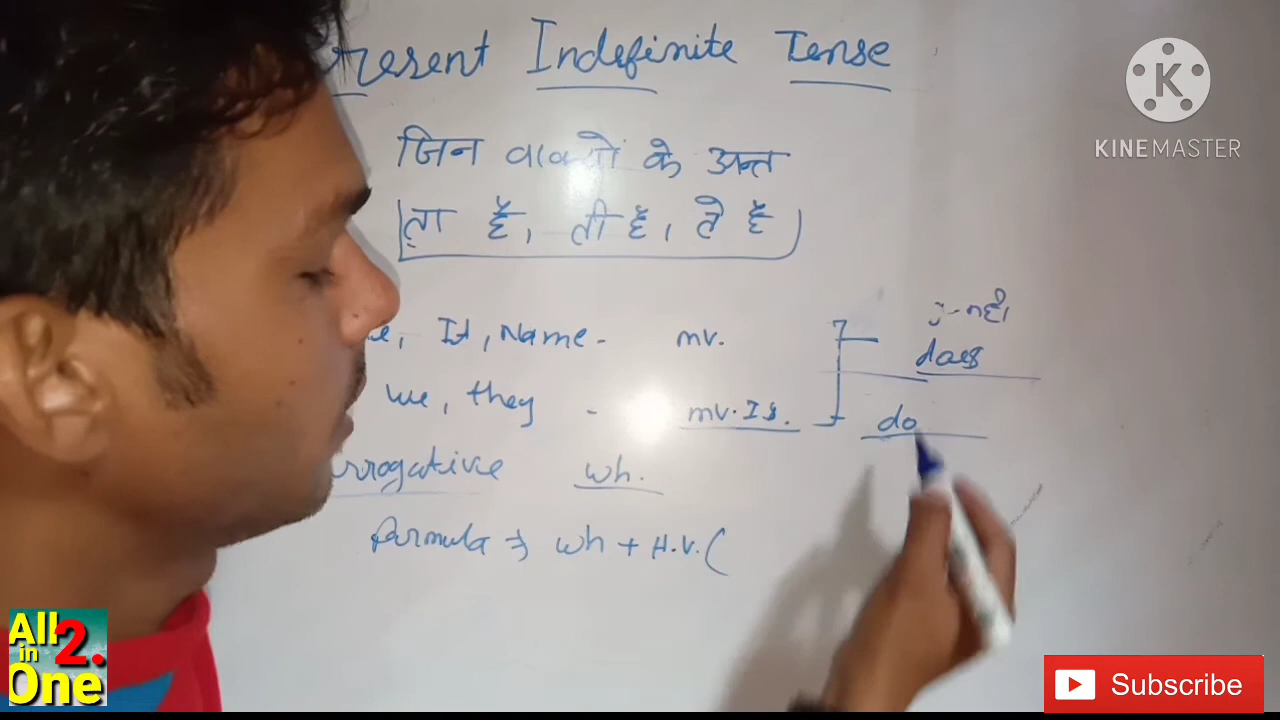 resent Indefinite Tense
जिन वाक्यों के अन्त
ता है, ती है, ते है
It, Name - mv.
नही
does
we, they - mv. Is.
do
rrogative wh.
formula ⇒ wh + H.V. (
K
KINEMASTER
All in One 2.
Subscribe